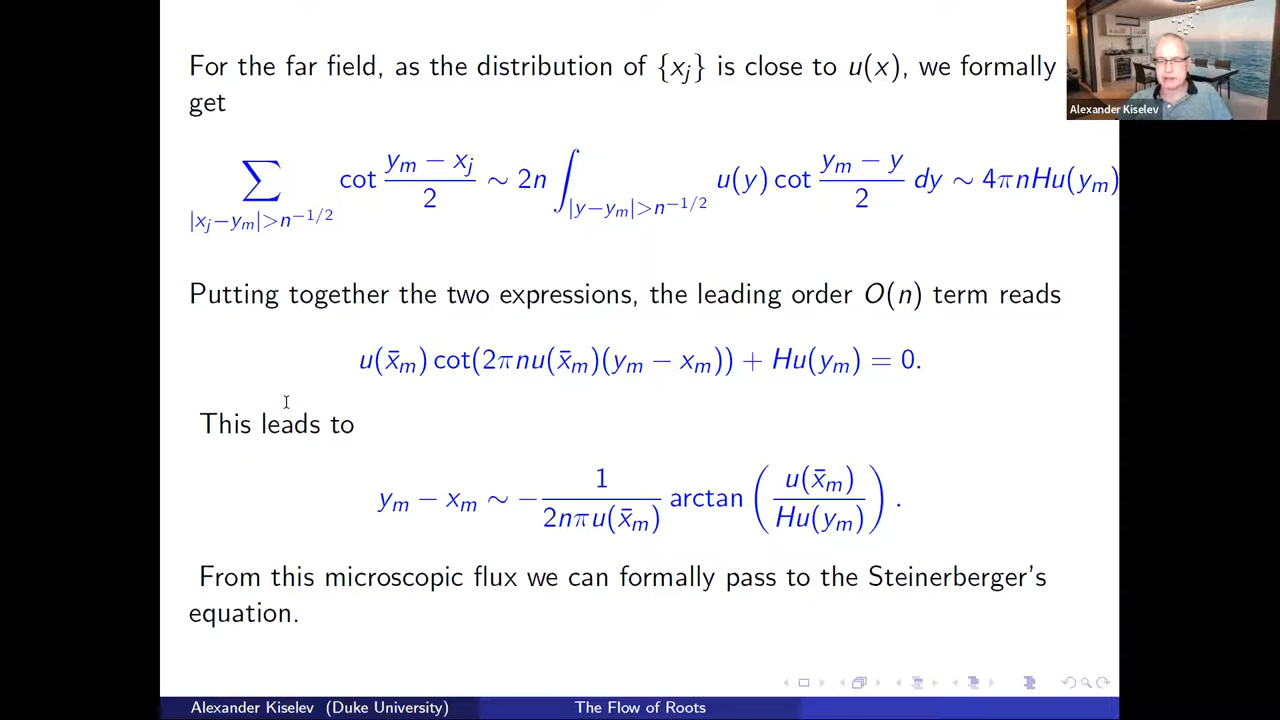 For the far field, as the distribution of {x_j} is close to u(x), we formally
get
∑_{|x_j−y_m|>n^{−1/2}} cot (y_m − x_j)/2 ∼ 2n ∫_{|y−y_m|>n^{−1/2}} u(y) cot (y_m − y)/2 dy ∼ 4πnHu(y_m)
Putting together the two expressions, the leading order O(n) term reads
u(x̄_m) cot(2πnu(x̄_m)(y_m − x_m)) + Hu(y_m) = 0.
This leads to
y_m − x_m ∼ − 1/(2nπu(x̄_m)) arctan (u(x̄_m)/Hu(y_m)).
From this microscopic flux we can formally pass to the Steinerberger's
equation.
Alexander Kiselev (Duke University) The Flow of Roots
Alexander Kiselev